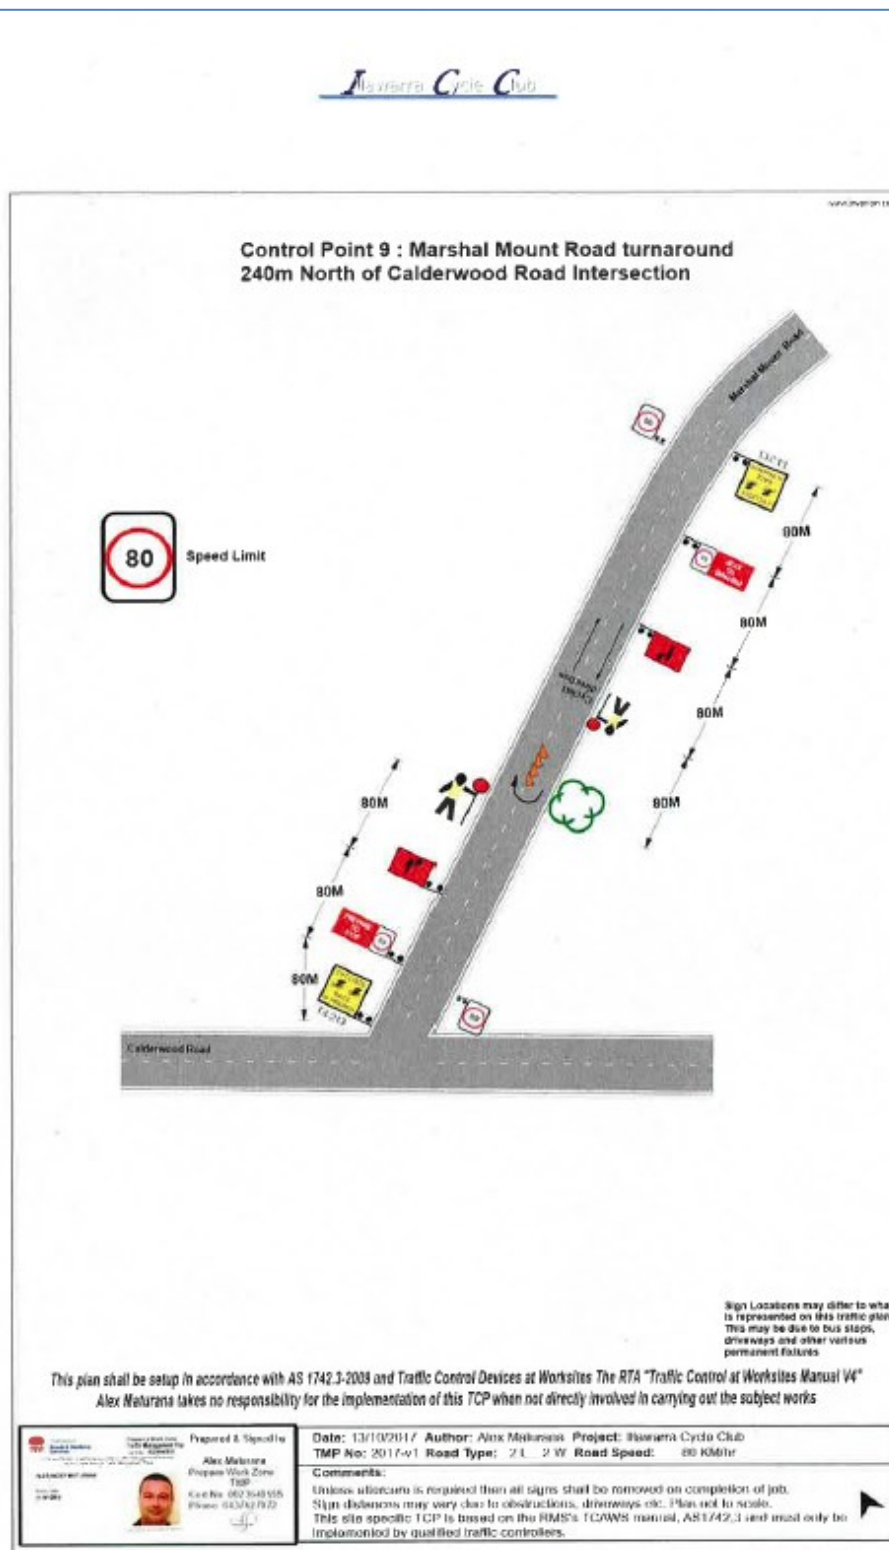 Illawarra Cycle Club
Control Point 9 : Marshal Mount Road turnaround
240m North of Calderwood Road Intersection
Marshal Mount Road
80
Speed Limit
80M
80M
80M
80M
80M
80M
80M
PREPARE
TO
STOP
Calderwood Road
Sign Locations may differ to what
is represented on this traffic plan
This may be due to bus stops,
driveways and other various
permanent fixtures
This plan shall be setup in accordance with AS 1742.3-2009 and Traffic Control Devices at Worksites The RTA "Traffic Control at Worksites Manual V4"
Alex Maturana takes no responsibility for the implementation of this TCP when not directly involved in carrying out the subject works
Prepared & Signed by
Alex Maturana
Prepare Work Zone
TMP
Date: 13/10/2017 Author: Alex Maturana Project: Illawarra Cycle Club
TMP No: 2017-v1 Road Type: 2 L 2 W Road Speed: 80 KM/hr
Comments:
Unless aftercare is required then all signs shall be removed on completion of job.
Sign distances may vary due to obstructions, driveways etc. Plan not to scale.
This site specific TCP is based on the RMS's TCAWS manual, AS1742.3 and must only be
implemented by qualified traffic controllers.